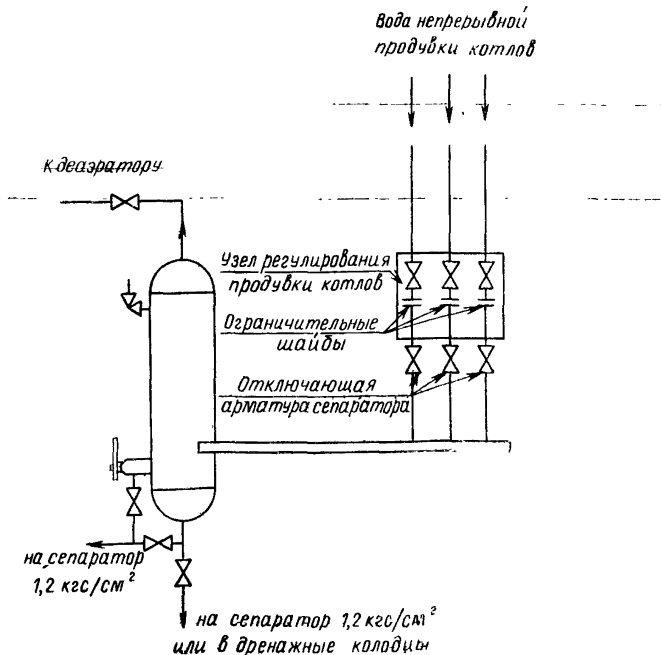 Вода непрерывной
продувки котлов
К деаэратору
Узел регулирования
продувки котлов
Ограничительные
шайбы
Отключающая
арматура сепаратора
на сепаратор
1,2 кгс/см²
на сепаратор 1,2 кгс/см²
или в дренажные колодцы